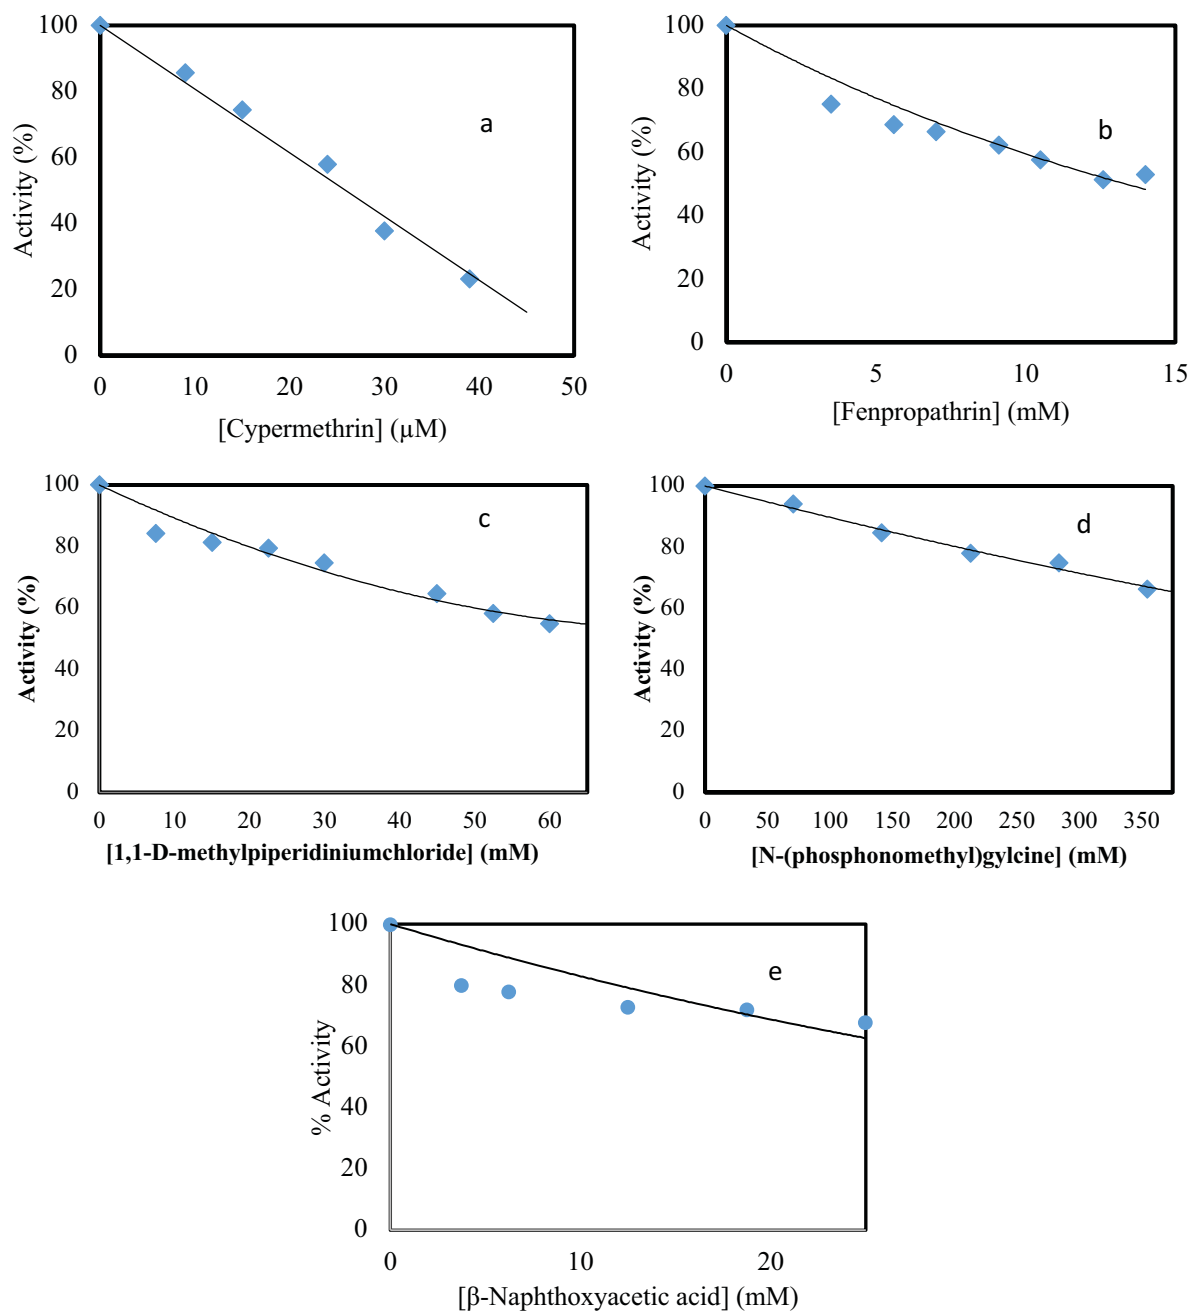 100
80
60
40
20
0
Activity (%)
a
0 10 20 30 40 50
[Cypermethrin] (µM)
100
80
60
40
20
0
Activity (%)
b
0 5 10 15
[Fenpropathrin] (mM)
100
80
60
40
20
0
Activity (%)
c
0 10 20 30 40 50 60
[1,1-D-methylpiperidiniumchloride] (mM)
100
80
60
40
20
0
Activity (%)
d
0 50 100 150 200 250 300 350
[N-(phosphonomethyl)gylcine] (mM)
100
80
60
40
20
0
% Activity
e
0 10 20
[β-Naphthoxyacetic acid] (mM)